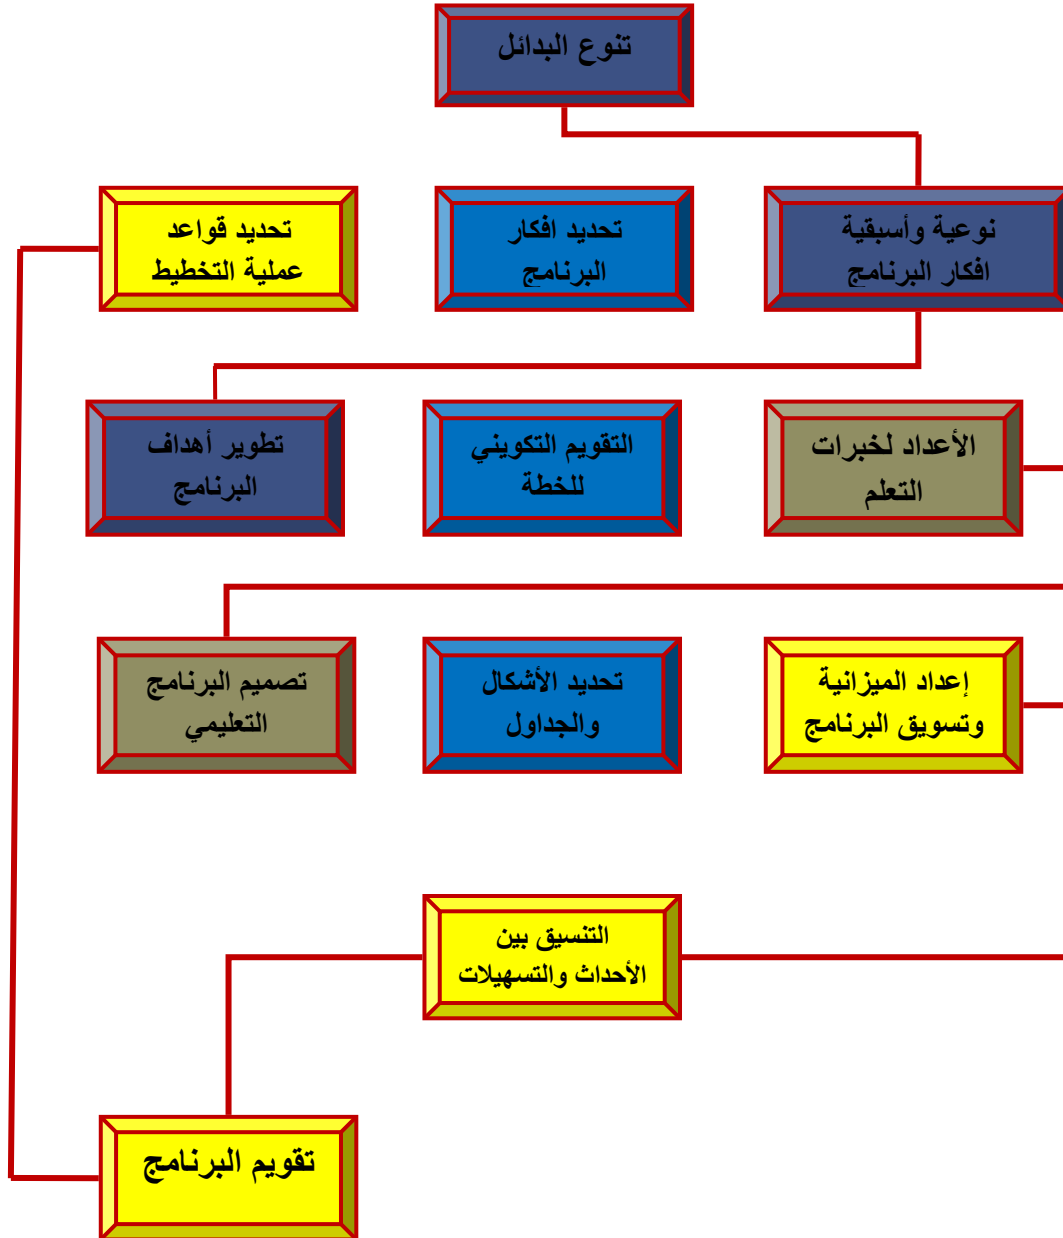 تنوع البدائل
نوعية وأسبقية
افكار البرنامج
تحديد افكار
البرنامج
تحديد قواعد
عملية التخطيط
الأعداد لخبرات
التعلم
التقويم التكويني
للخطة
تطوير أهداف
البرنامج
إعداد الميزانية
وتسويق البرنامج
تحديد الأشكال
والجداول
تصميم البرنامج
التعليمي
التنسيق بين
الأحداث والتسهيلات
تقويم البرنامج